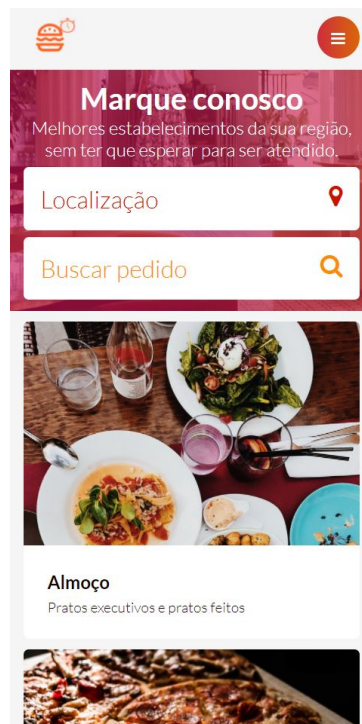 Marque conosco
Melhores estabelecimentos da sua região,
sem ter que esperar para ser atendido.
Localização
Buscar pedido
Almoço
Pratos executivos e pratos feitos